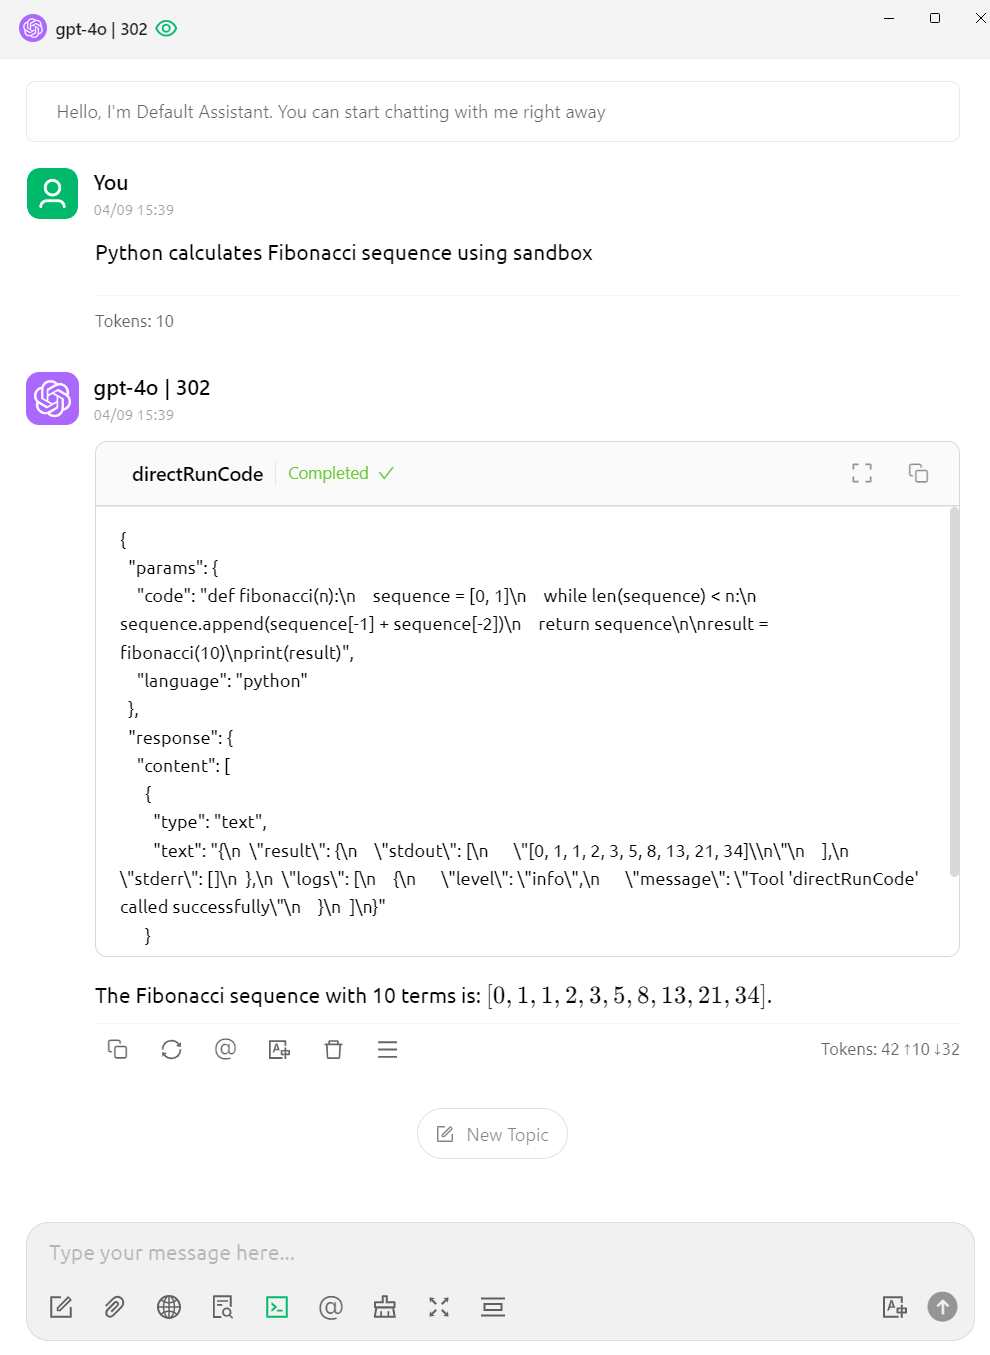 gpt-4o | 302
Hello, I'm Default Assistant. You can start chatting with me right away
You
04/09 15:39
Python calculates Fibonacci sequence using sandbox
Tokens: 10
gpt-4o | 302
04/09 15:39
directRunCode Completed
{
"params": {
"code": "def fibonacci(n):\n    sequence = [0, 1]\n    while len(sequence) < n:\n
sequence.append(sequence[-1] + sequence[-2])\n    return sequence\n\nresult =
fibonacci(10)\nprint(result)",
"language": "python"
},
"response": {
"content": [
{
"type": "text",
"text": "{\n  \"result\": {\n    \"stdout\": [\n      \"[0, 1, 1, 2, 3, 5, 8, 13, 21, 34]\\n\"\n    ],\n
\"stderr\": []\n  },\n  \"logs\": [\n    {\n      \"level\": \"info\",\n      \"message\": \"Tool 'directRunCode'
called successfully\"\n    }\n  ]\n}"
}
The Fibonacci sequence with 10 terms is: [0, 1, 1, 2, 3, 5, 8, 13, 21, 34].
Tokens: 42 ↑10 ↓32
New Topic
Type your message here...